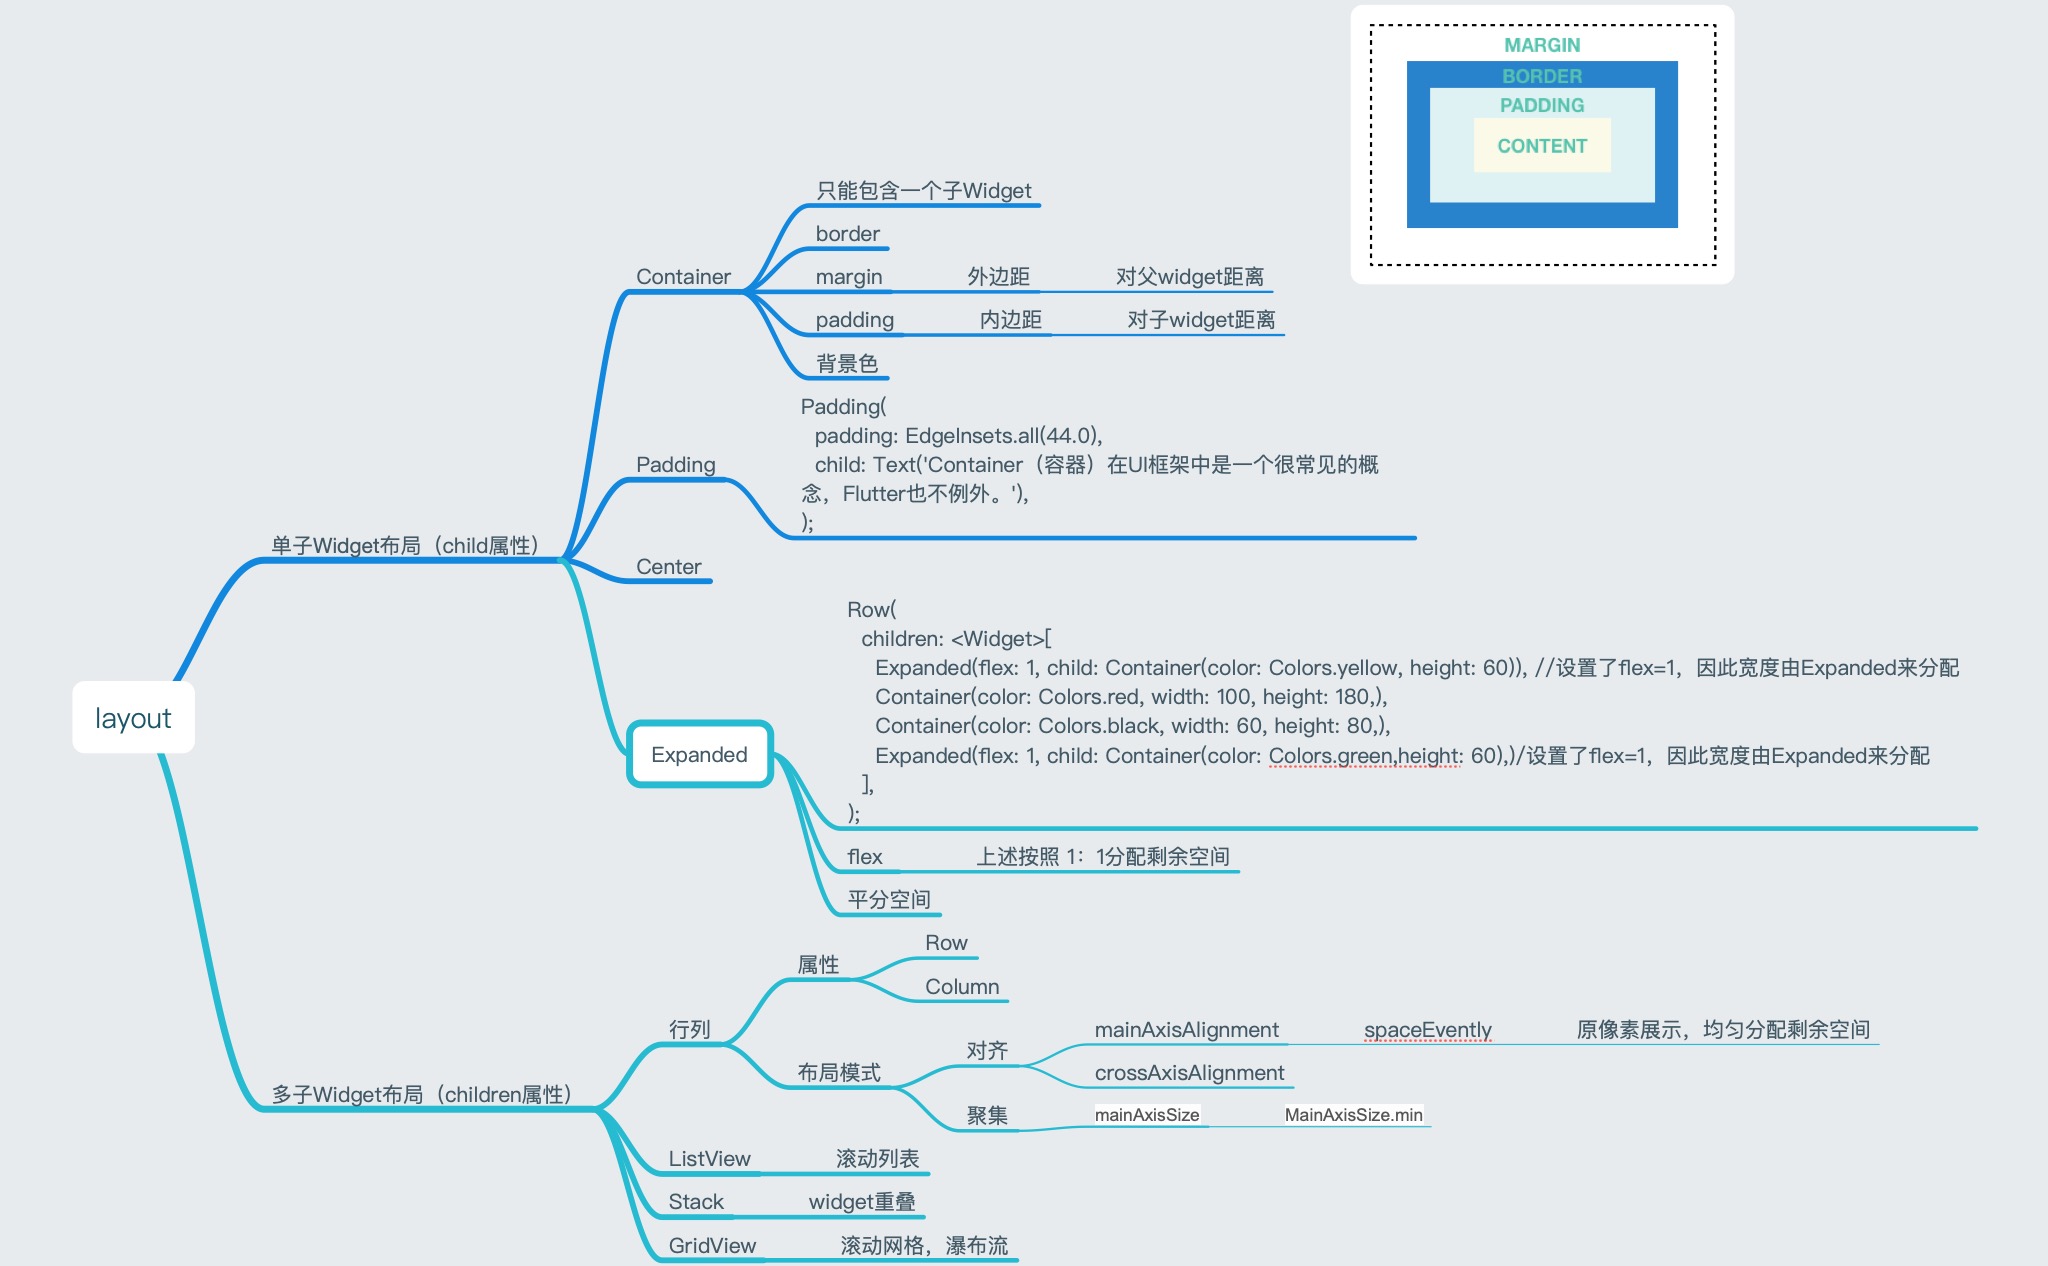 MARGIN
BORDER
PADDING
CONTENT
layout
单子Widget布局（child属性）
Container
只能包含一个子Widget
border
margin
外边距
对父widget距离
padding
内边距
对子widget距离
背景色
Padding
Padding(
padding: EdgeInsets.all(44.0),
child: Text('Container（容器）在UI框架中是一个很常见的概
念，Flutter也不例外。'),
);
Center
Expanded
Row(
children: <Widget>[
Expanded(flex: 1, child: Container(color: Colors.yellow, height: 60)), //设置了flex=1，因此宽度由Expanded来分配
Container(color: Colors.red, width: 100, height: 180,),
Container(color: Colors.black, width: 60, height: 80,),
Expanded(flex: 1, child: Container(color: Colors.green,height: 60),)/设置了flex=1，因此宽度由Expanded来分配
],
);
flex
上述按照 1：1分配剩余空间
平分空间
多子Widget布局（children属性）
行列
属性
Row
Column
布局模式
对齐
mainAxisAlignment
spaceEvently
原像素展示，均匀分配剩余空间
crossAxisAlignment
聚集
mainAxisSize
MainAxisSize.min
ListView
滚动列表
Stack
widget重叠
GridView
滚动网格，瀑布流